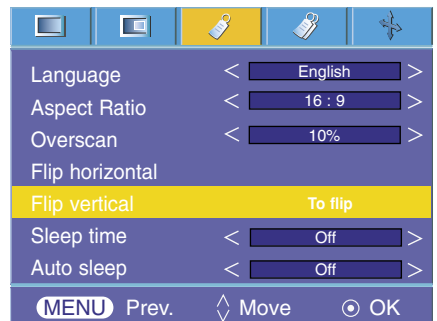 Language < English >
Aspect Ratio < 16 : 9 >
Overscan < 10% >
Flip horizontal
Flip vertical To flip
Sleep time < Off >
Auto sleep < Off >
MENU Prev. Move OK